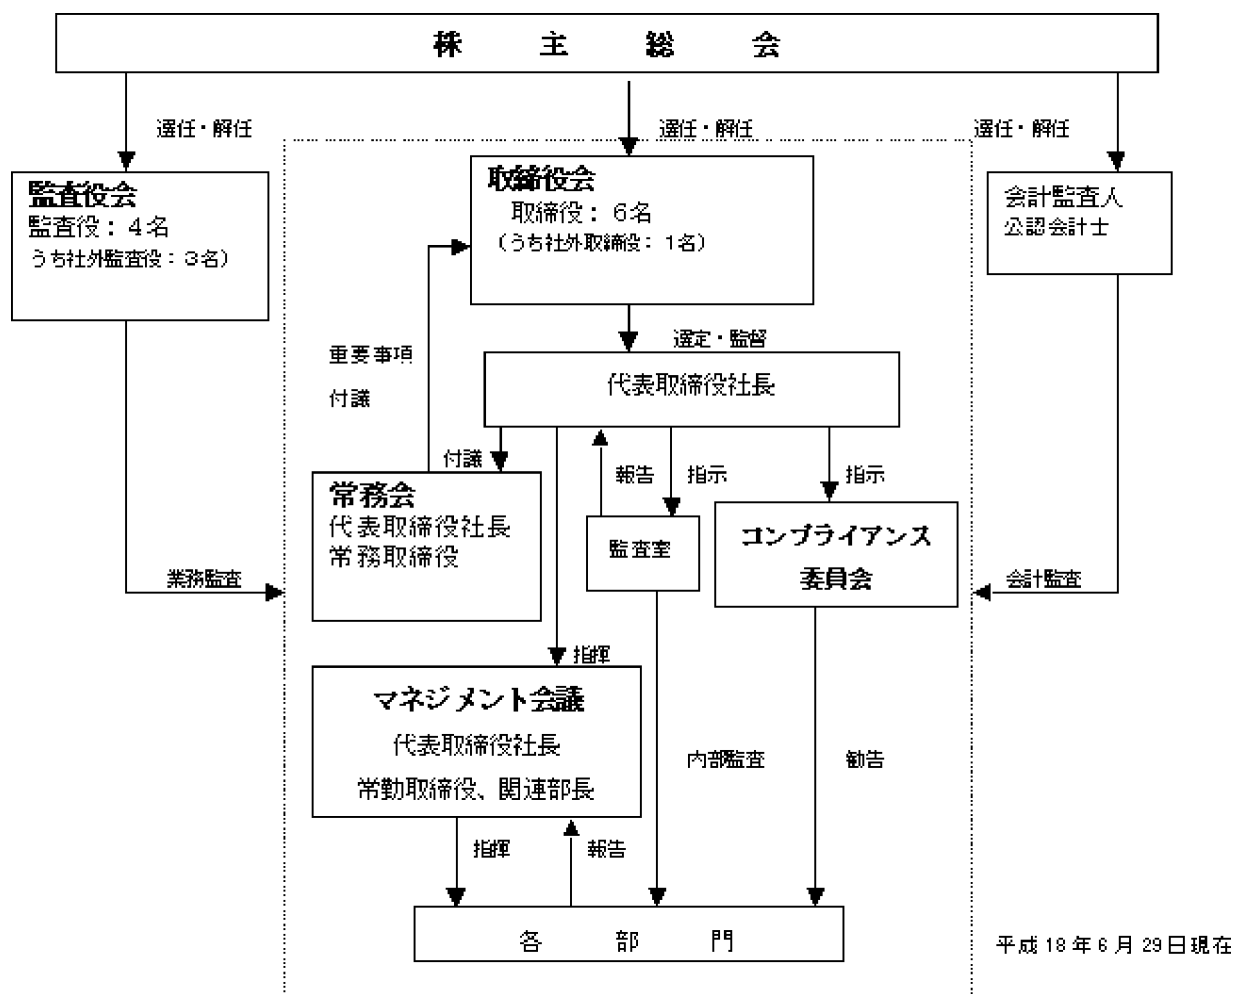 株 主 総 会
選任・解任
選任・解任
選任・解任
監査役会
監査役：４名
うち社外監査役：３名）
取締役会
取締役：６名
（うち社外取締役：１名）
会計監査人
公認会計士
選定・監督
重要事項
付議
代表取締役社長
付議
報告
指示
指示
常務会
代表取締役社長
常務取締役
監査室
コンプライアンス
委員会
業務監査
会計監査
指揮
マネジメント会議
代表取締役社長
常勤取締役、関連部長
内部監査
勧告
指揮
報告
各 部 門
平成18年6月29日現在